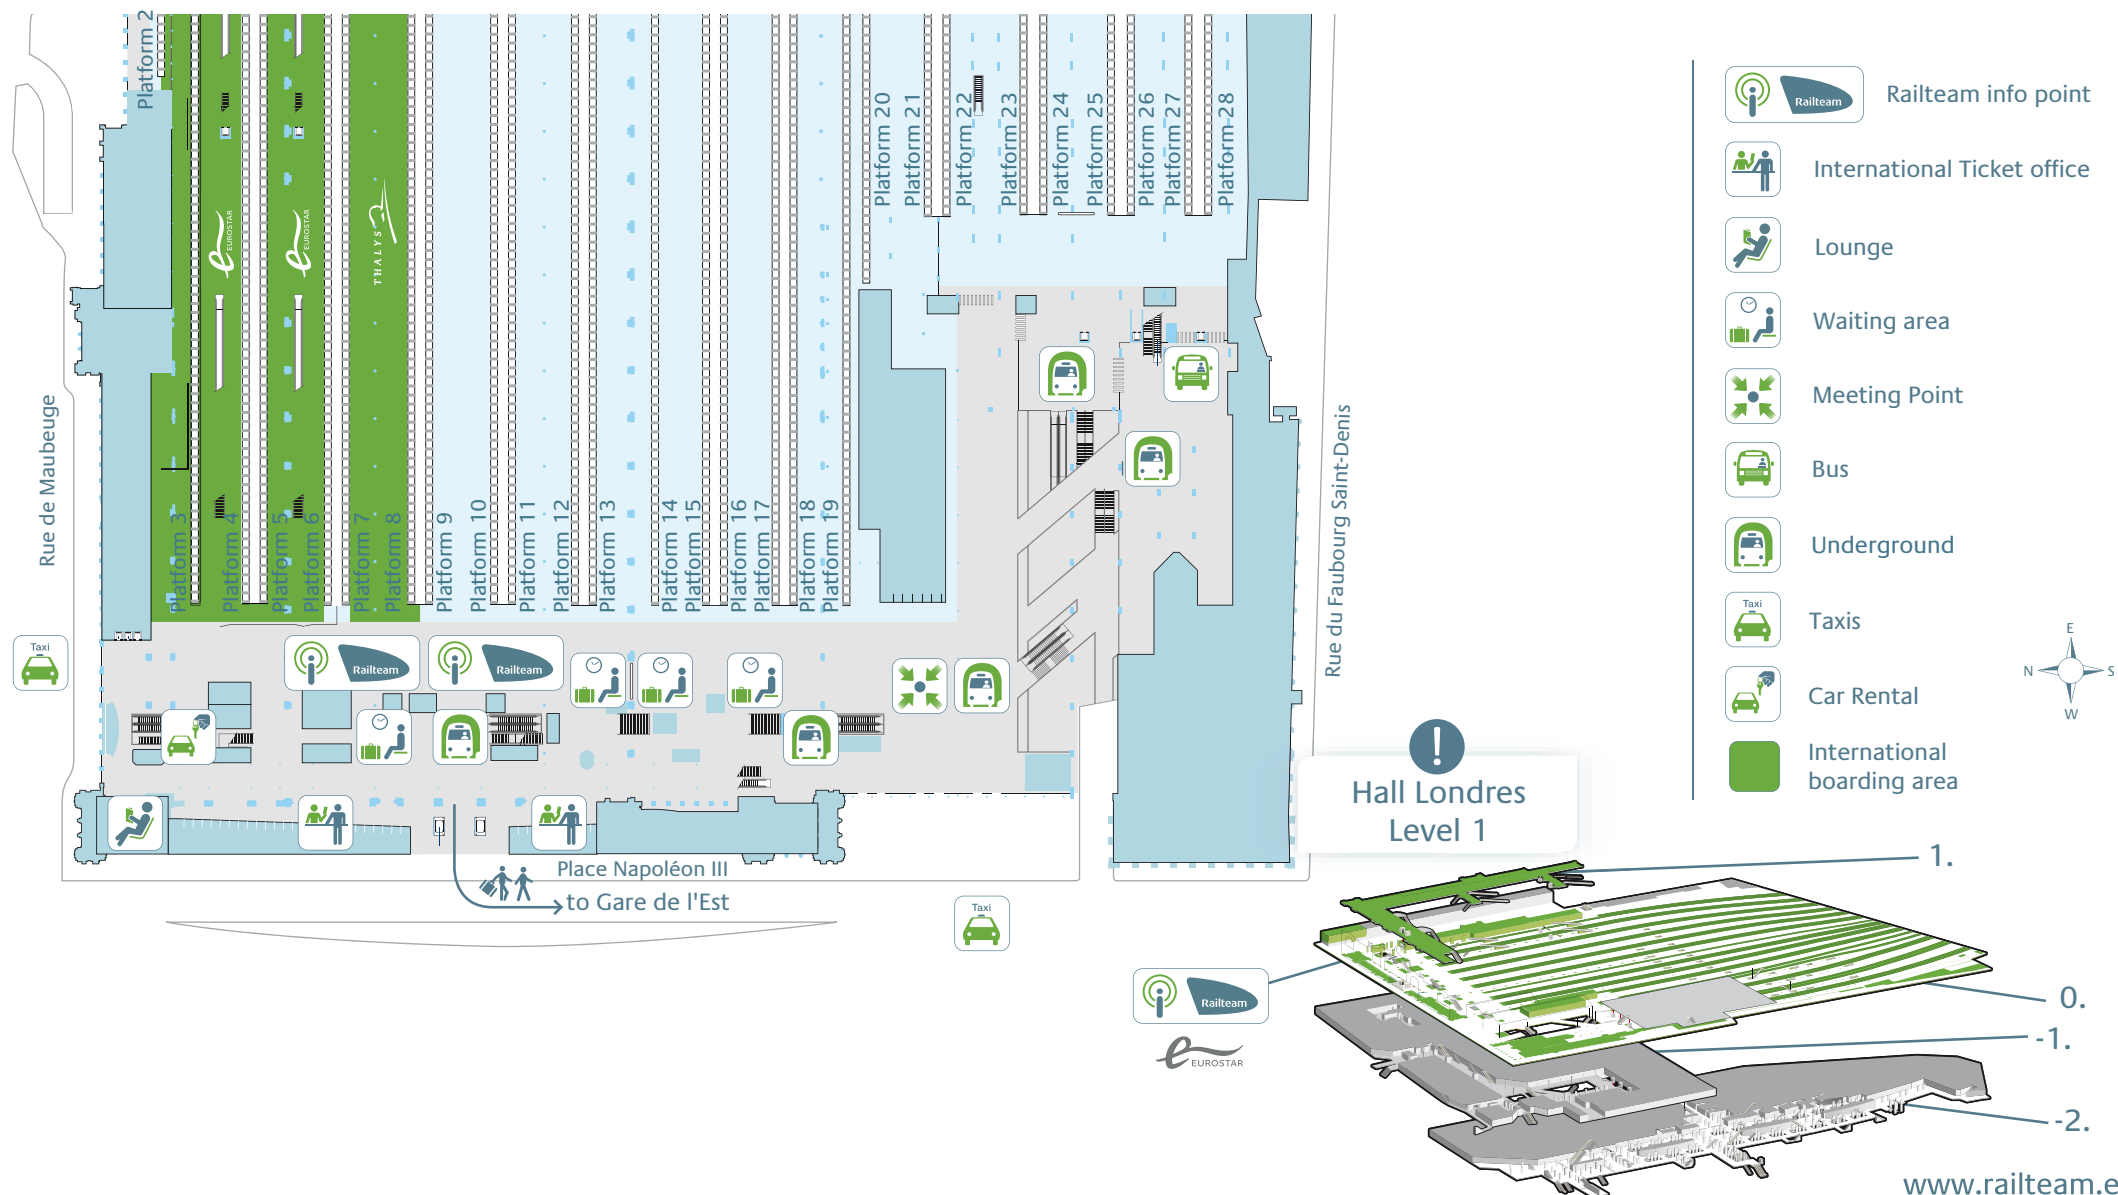 Platform 2
Platform 20
Platform 21
Platform 22
Platform 23
Platform 24
Platform 25
Platform 26
Platform 27
Platform 28
EUROSTAR
EUROSTAR
THALYS
Rue de Maubeuge
Platform 3
Platform 4
Platform 5
Platform 6
Platform 7
Platform 8
Platform 9
Platform 10
Platform 11
Platform 12
Platform 13
Platform 14
Platform 15
Platform 16
Platform 17
Platform 18
Platform 19
Rue du Faubourg Saint-Denis
Taxi
Railteam
Railteam
Place Napoléon III
to Gare de l'Est
Taxi
Railteam
Railteam info point
International Ticket office
Lounge
Waiting area
Meeting Point
Bus
Underground
Taxi
Taxis
Car Rental
International
boarding area
E
N
S
W
!
Hall Londres
Level 1
1.
0.
-1.
-2.
Railteam
EUROSTAR
www.railteam.e